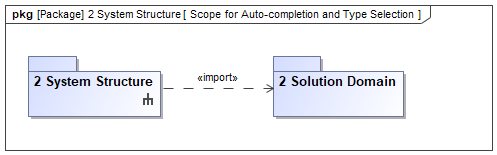 pkg [Package] 2 System Structure [ Scope for Auto-completion and Type Selection ]
2 System Structure
«import»
2 Solution Domain